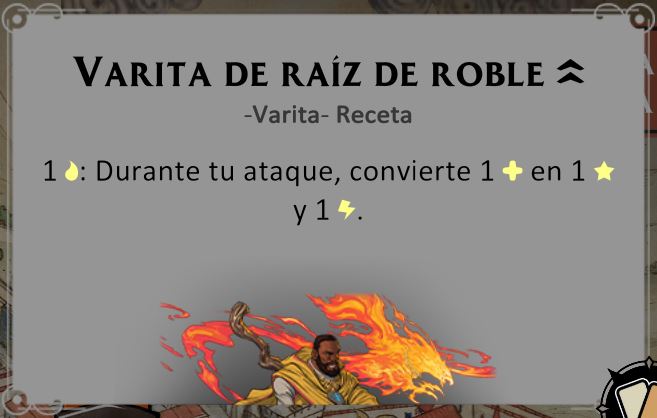 VARITA DE RAÍZ DE ROBLE
-Varita- Receta
1 : Durante tu ataque, convierte 1 en 1
y 1 .